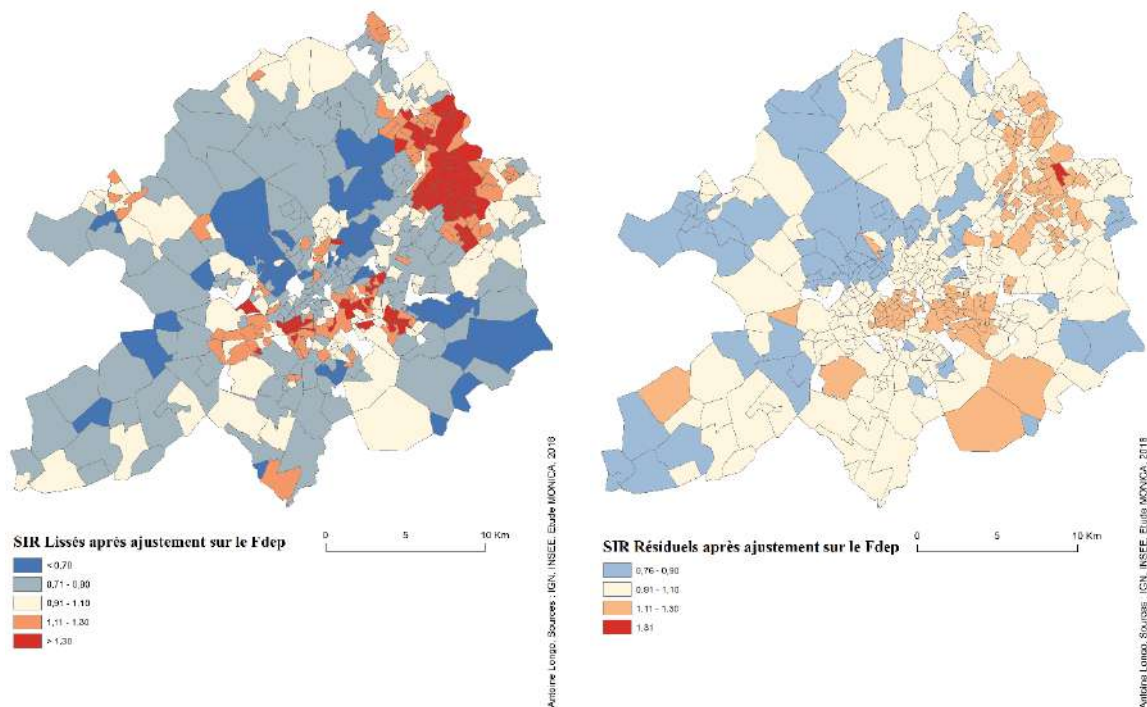 SIR Lissés après ajustement sur le Fdep
< 0,70
0,71 - 0,90
0,91 - 1,10
1,11 - 1,30
> 1,30
0 5 10 Km
Antoine Longo, Sources : IGN, INSEE, Etude MONICA, 2018
SIR Résiduels après ajustement sur le Fdep
0,76 - 0,90
0,91 - 1,10
1,11 - 1,30
1,31
0 5 10 Km
Antoine Longo, Sources : IGN, INSEE, Etude MONICA, 2018